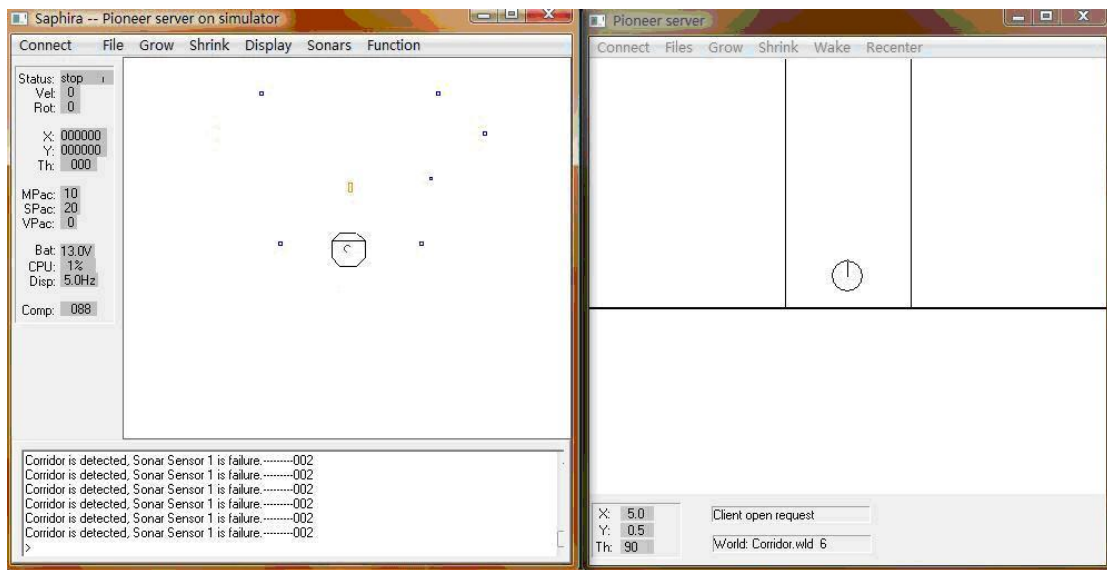 Saphira -- Pioneer server on simulator
Connect File Grow Shrink Display Sonars Function
Status: stop
Vel: 0
Rot: 0
X: 000000
Y: 000000
Th: 000
MPac: 10
SPac: 20
VPac: 0
Bat: 13.0V
CPU: 1%
Disp: 5.0Hz
Comp: 088
Corridor is detected, Sonar Sensor 1 is failure.---------002
Corridor is detected, Sonar Sensor 1 is failure.---------002
Corridor is detected, Sonar Sensor 1 is failure.---------002
Corridor is detected, Sonar Sensor 1 is failure.---------002
Corridor is detected, Sonar Sensor 1 is failure.---------002
Corridor is detected, Sonar Sensor 1 is failure.---------002
>
Pioneer server
Connect Files Grow Shrink Wake Recenter
X: 5.0
Y: 0.5
Th: 90
Client open request
World: Corridor.wld 6